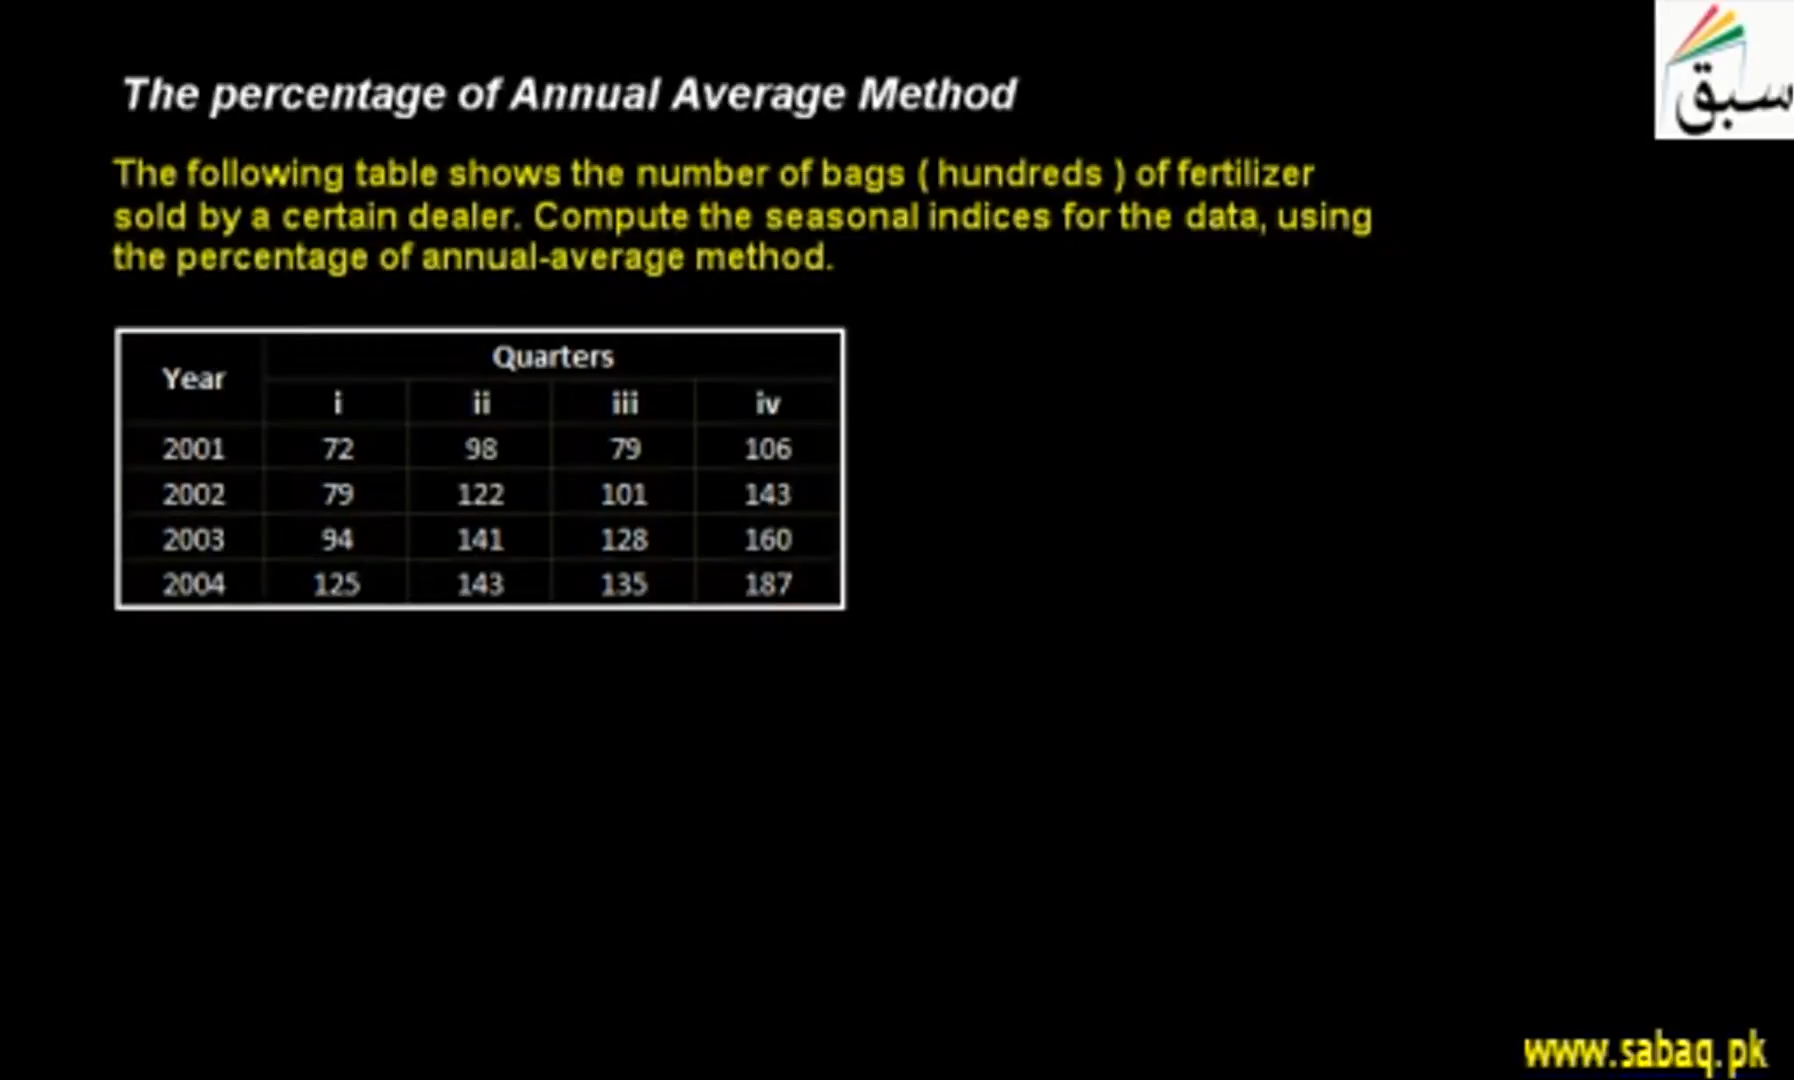 سبق
The percentage of Annual Average Method
The following table shows the number of bags ( hundreds ) of fertilizer
sold by a certain dealer. Compute the seasonal indices for the data, using
the percentage of annual-average method.
Year Quarters
i ii iii iv
2001 72 98 79 106
2002 79 122 101 143
2003 94 141 128 160
2004 125 143 135 187
www.sabaq.pk